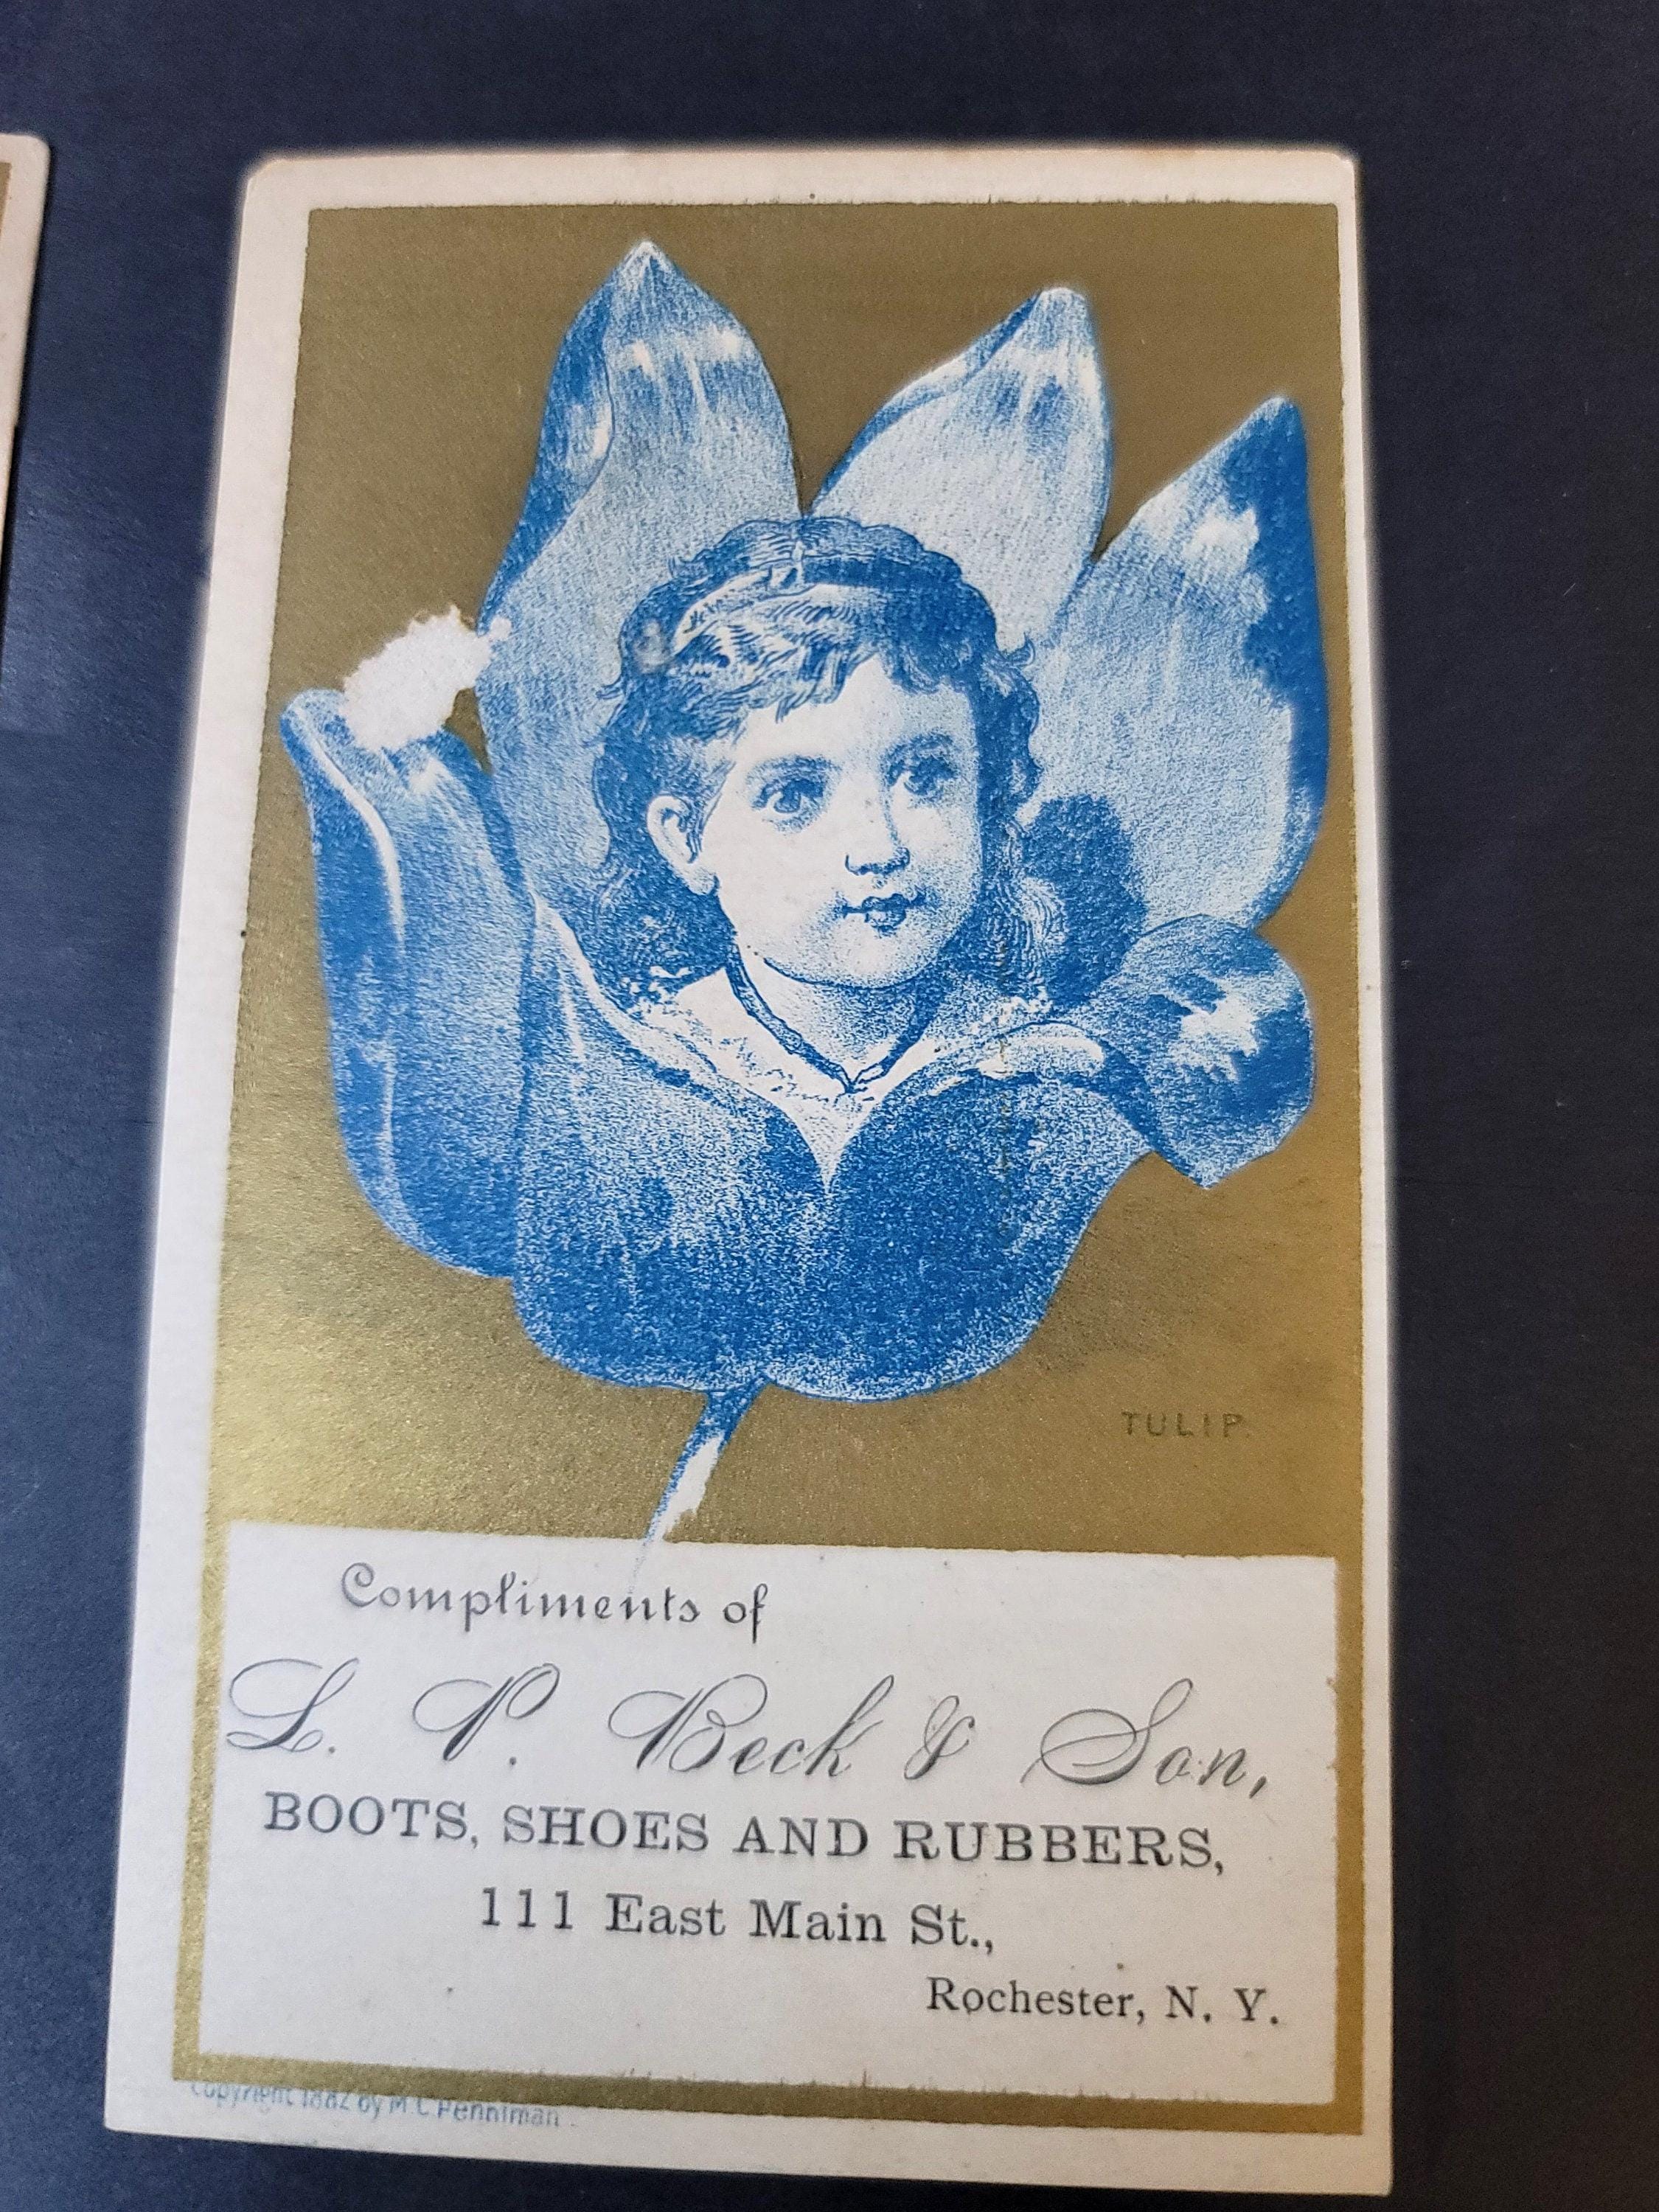 TULIP.
Compliments of
L. P. Beck & Son,
BOOTS, SHOES AND RUBBERS,
111 East Main St.,
Rochester, N. Y.
Copyright 1882 by M C Penniman